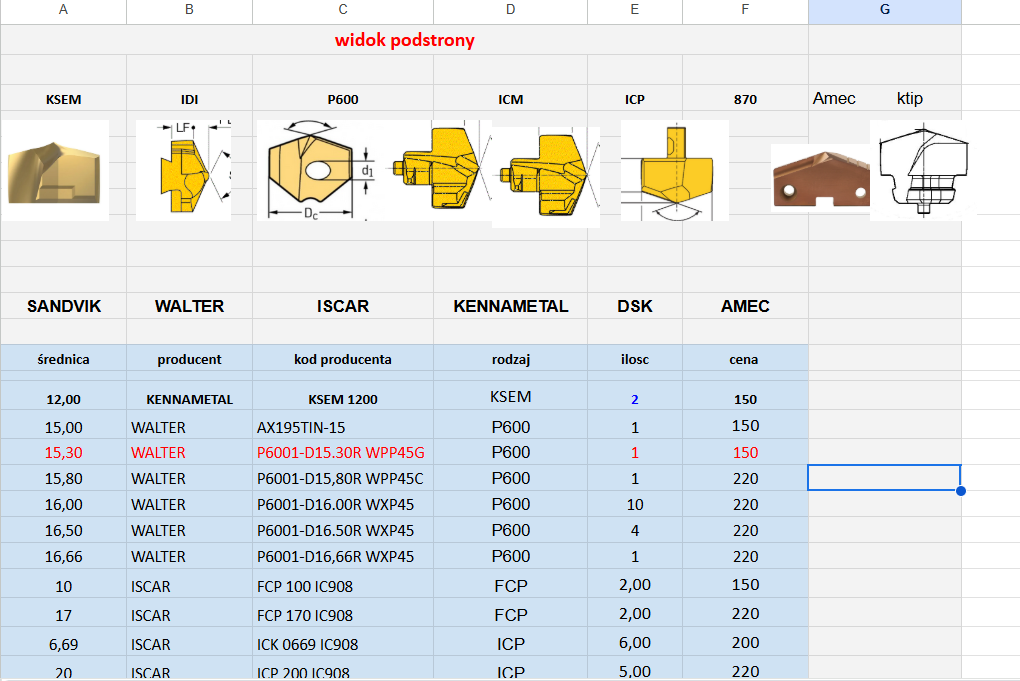 A B C D E F G
widok podstrony
KSEM IDI P600 ICM ICP 870 Amec ktip
LF
d1
Dc
SANDVIK WALTER ISCAR KENNAMETAL DSK AMEC
średnica producent kod producenta rodzaj ilosc cena
12,00 KENNAMETAL KSEM 1200 KSEM 2 150
15,00 WALTER AX195TIN-15 P600 1 150
15,30 WALTER P6001-D15.30R WPP45G P600 1 150
15,80 WALTER P6001-D15,80R WPP45C P600 1 220
16,00 WALTER P6001-D16.00R WXP45 P600 10 220
16,50 WALTER P6001-D16.50R WXP45 P600 4 220
16,66 WALTER P6001-D16,66R WXP45 P600 1 220
10 ISCAR FCP 100 IC908 FCP 2,00 150
17 ISCAR FCP 170 IC908 FCP 2,00 220
6,69 ISCAR ICK 0669 IC908 ICP 6,00 200
20 ISCAR ICP 200 IC908 ICP 5,00 220